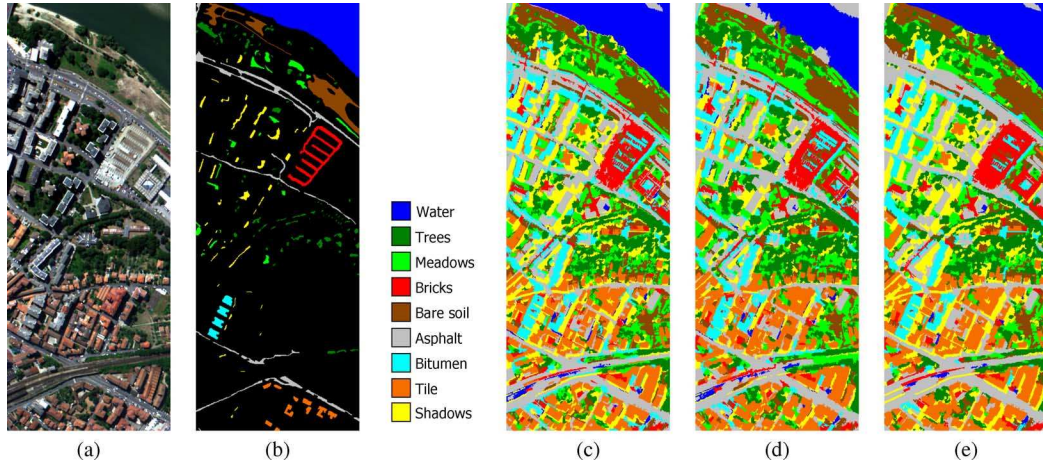 Water
Trees
Meadows
Bricks
Bare soil
Asphalt
Bitumen
Tile
Shadows
(a)
(b)
(c)
(d)
(e)